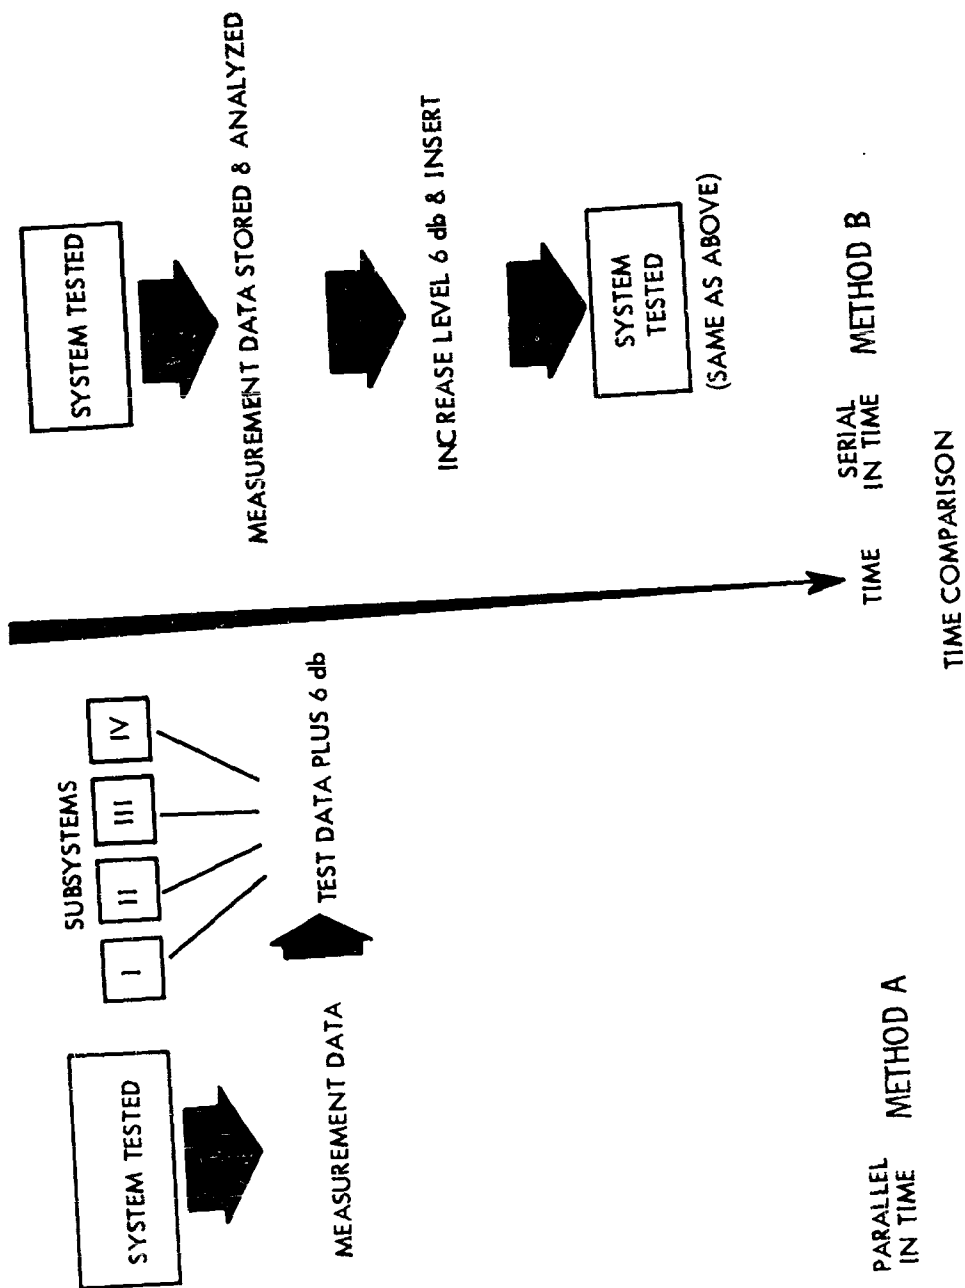 SYSTEM TESTED
MEASUREMENT DATA
SUBSYSTEMS
I
II
III
IV
TEST DATA PLUS 6 db
PARALLEL
IN TIME
METHOD A
SYSTEM TESTED
MEASUREMENT DATA STORED & ANALYZED
INCREASE LEVEL 6 db & INSERT
SYSTEM
TESTED
(SAME AS ABOVE)
TIME
SERIAL
IN TIME
METHOD B
TIME COMPARISON